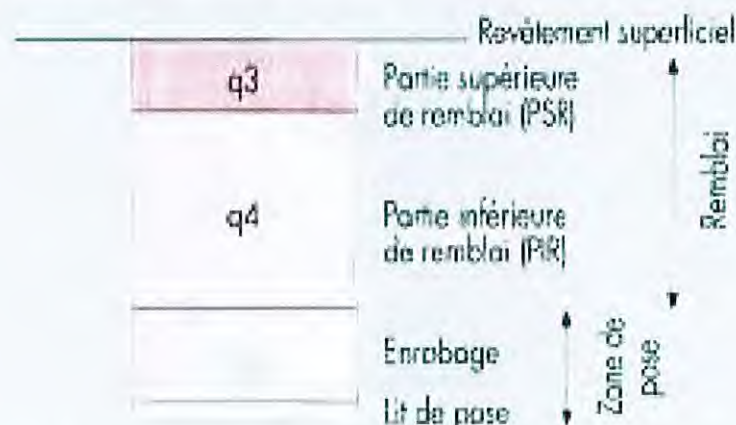 Revêtement superficiel
q3
Partie supérieure
de remblai (PSR)
Remblai
q4
Partie inférieure
de remblai (PIR)
Enrobage
Zone de
pose
Lit de pose